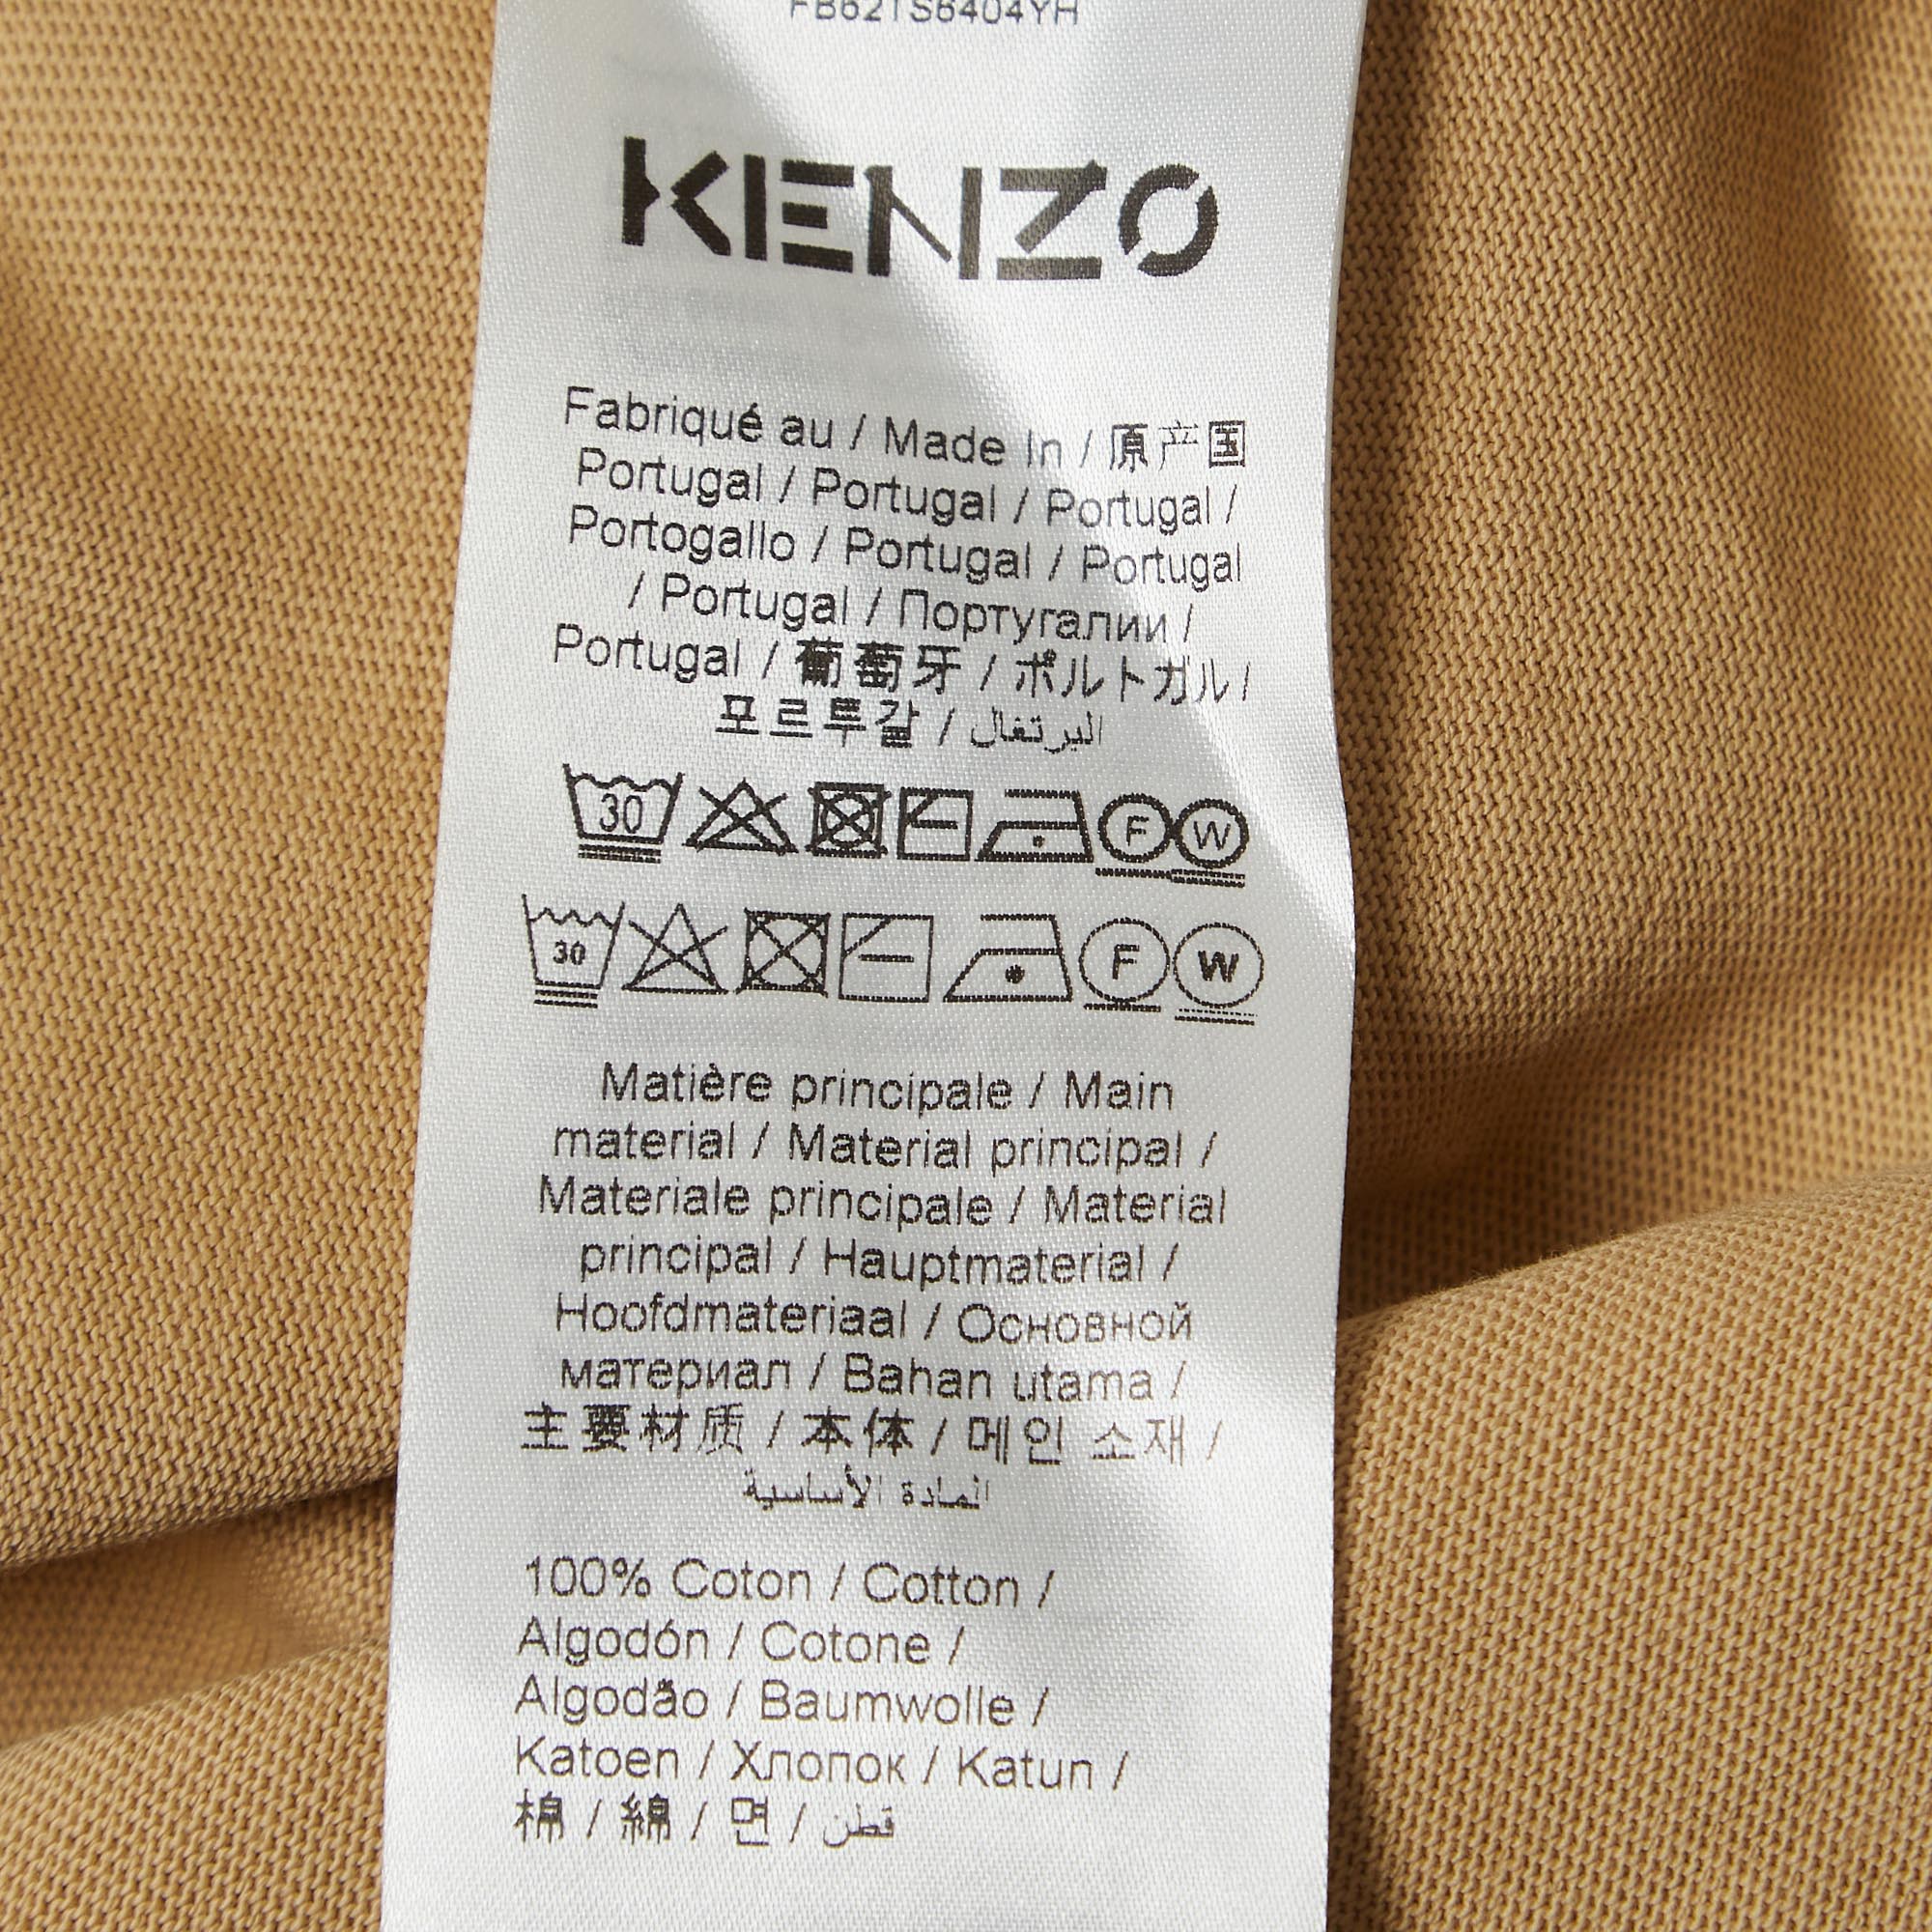 FB62TS6404YH
KENZO
Fabriqué au / Made In / 原产国
Portugal / Portugal / Portugal /
Portogallo / Portugal / Portugal
/ Portugal / Португалии /
Portugal / 葡萄牙 / ポルトガル /
포르투갈 / البرتغال
30 F W
30 F W
Matière principale / Main
material / Material principal /
Materiale principale / Material
principal / Hauptmaterial /
Hoofdmateriaal / Основной
материал / Bahan utama /
主要材质 / 本体 / 메인 소재 /
المادة الأساسية
100% Coton / Cotton /
Algodón / Cotone /
Algodão / Baumwolle /
Katoen / Хлопок / Katun /
棉 / 綿 / 면 / قطن